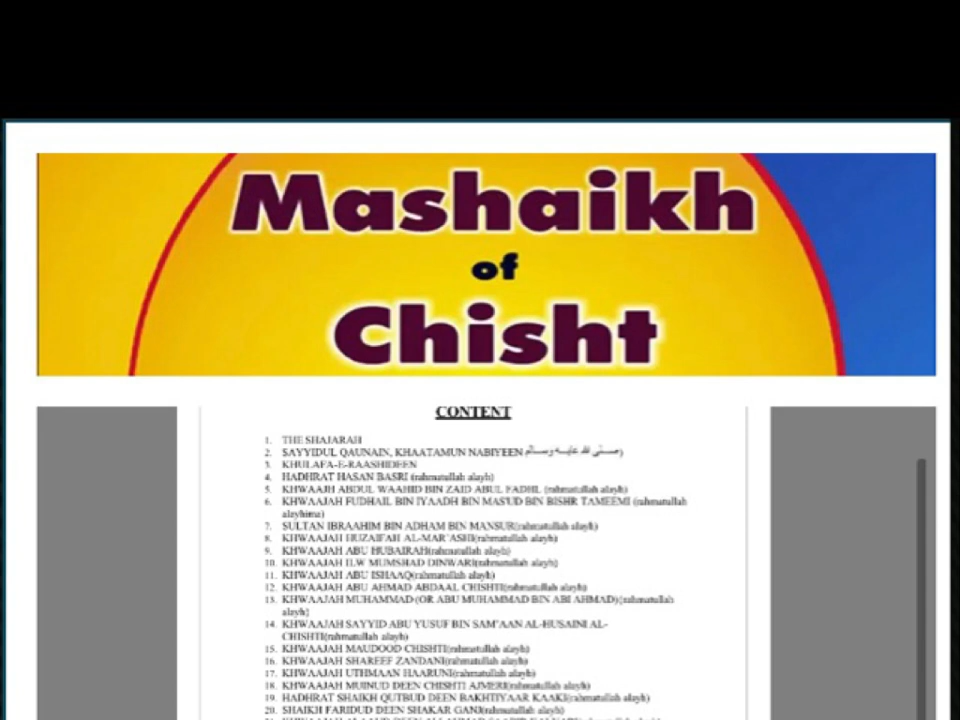 Mashaikh
of
Chisht
CONTENT
1. THE SHAJARAH
2. SAYYIDUL QAUNAIN, KHAATAMUN NABIYEEN صلى الله عليه وسلم)
3. KHULAFA-E-RAASHIDEEN
4. HADHRAT HASAN BASRI (rahmatullah alayh)
5. KHWAAJH ABDUL WAAHID BIN ZAID ABUL FADHL (rahmatullah alayh)
6. KHWAAJAH FUDHAIL BIN IYAADH BIN MAS'UD BIN BISHR TAMEEMI (rahmatullah
alayhima)
7. SULTAN IBRAAHIM BIN ADHAM BIN MANSUR(rahmatullah alayh)
8. KHWAAJAH HUZAIFAH AL-MAR'ASHI(rahmatullah alayh)
9. KHWAAJAH ABU HUBAIRAH(rahmatullah alayh)
10. KHWAAJAH ILW MUMSHAD DINWARI(rahmatullah alayh)
11. KHWAAJAH ABU ISHAAQ(rahmatullah alayh)
12. KHWAAJAH ABU AHMAD ABDAAL CHISHTI(rahmatullah alayh)
13. KHWAAJAH MUHAMMAD (OR ABU MUHAMMAD BIN ABI AHMAD)(rahmatullah
alayh)
14. KHWAAJAH SAYYID ABU YUSUF BIN SAM'AAN AL-HUSAINI AL-
CHISHTI(rahmatullah alayh)
15. KHWAAJAH MAUDOOD CHISHTI(rahmatullah alayh)
16. KHWAAJAH SHAREEF ZANDANI(rahmatullah alayh)
17. KHWAAJAH UTHMAAN HAARUNI(rahmatullah alayh)
18. KHWAAJAH MUINUD DEEN CHISHTI AJMERI(rahmatullah alayh)
19. HADHRAT SHAIKH QUTBUD DEEN BAKHTIYAAR KAAKI(rahmatullah alayh)
20. SHAIKH FARIDUD DEEN SHAKAR GANJ(rahmatullah alayh)